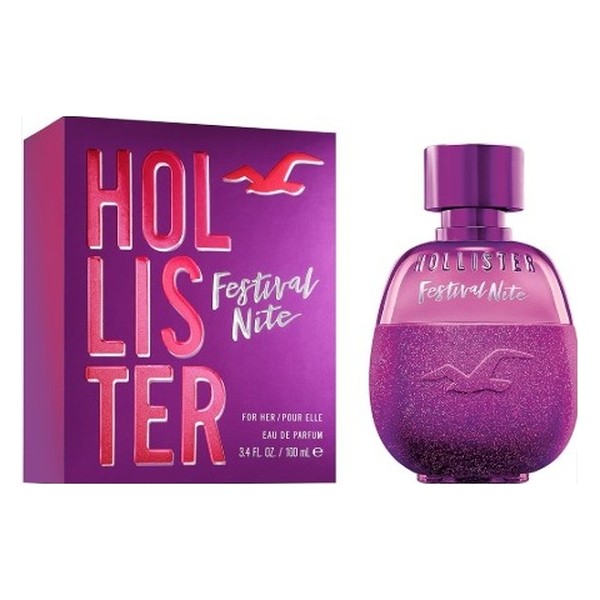 HOL
LIS
TER
Festival
Nite
FOR HER/POUR ELLE
EAU DE PARFUM
3.4 FL. OZ. / 100 mL e
HOLLISTER
Festival Nite